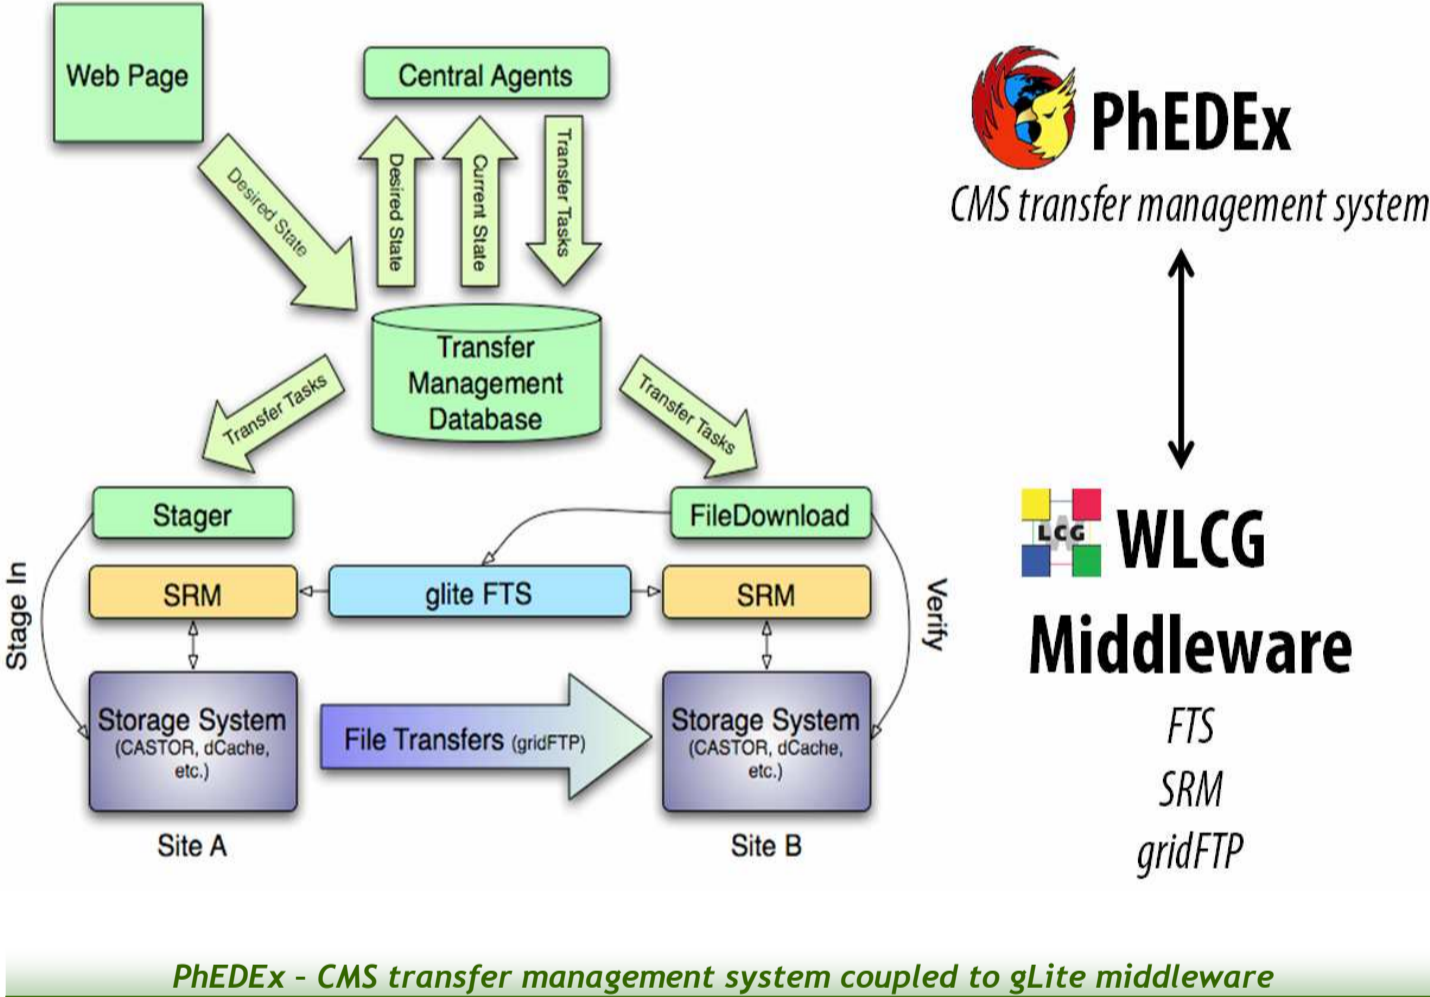 Web Page
Central Agents
Desired State
Desired State
Current State
Transfer Tasks
Transfer
Management
Database
Transfer Tasks
Transfer Tasks
Stager
FileDownload
Stage In
SRM
glite FTS
SRM
Verify
Storage System
(CASTOR, dCache,
etc.)
File Transfers (gridFTP)
Storage System
(CASTOR, dCache,
etc.)
Site A
Site B
PhEDEx
CMS transfer management system
LCG
WLCG
Middleware
FTS
SRM
gridFTP
PhEDEx – CMS transfer management system coupled to gLite middleware